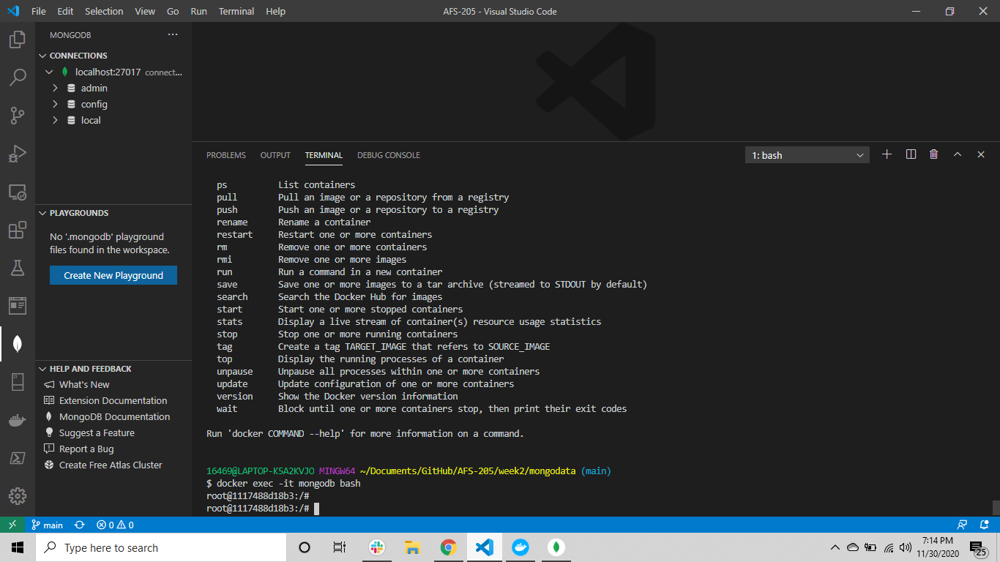 File Edit Selection View Go Run Terminal Help
AFS-205 - Visual Studio Code
MONGODB
CONNECTIONS
localhost:27017 connect...
admin
config
local
PLAYGROUNDS
No '.mongodb' playground
files found in the workspace.
Create New Playground
HELP AND FEEDBACK
What's New
Extension Documentation
MongoDB Documentation
Suggest a Feature
Report a Bug
Create Free Atlas Cluster
PROBLEMS OUTPUT TERMINAL DEBUG CONSOLE
1: bash
ps List containers
pull Pull an image or a repository from a registry
push Push an image or a repository to a registry
rename Rename a container
restart Restart one or more containers
rm Remove one or more containers
rmi Remove one or more images
run Run a command in a new container
save Save one or more images to a tar archive (streamed to STDOUT by default)
search Search the Docker Hub for images
start Start one or more stopped containers
stats Display a live stream of container(s) resource usage statistics
stop Stop one or more running containers
tag Create a tag TARGET_IMAGE that refers to SOURCE_IMAGE
top Display the running processes of a container
unpause Unpause all processes within one or more containers
update Update configuration of one or more containers
version Show the Docker version information
wait Block until one or more containers stop, then print their exit codes
Run 'docker COMMAND --help' for more information on a command.
16469@LAPTOP-K5A2KVJO MINGW64 ~/Documents/GitHub/AFS-205/week2/mongodata (main)
$ docker exec -it mongodb bash
root@1117488d18b3:/#
root@1117488d18b3:/#
main 0 0
Type here to search
7:14 PM
11/30/2020
25